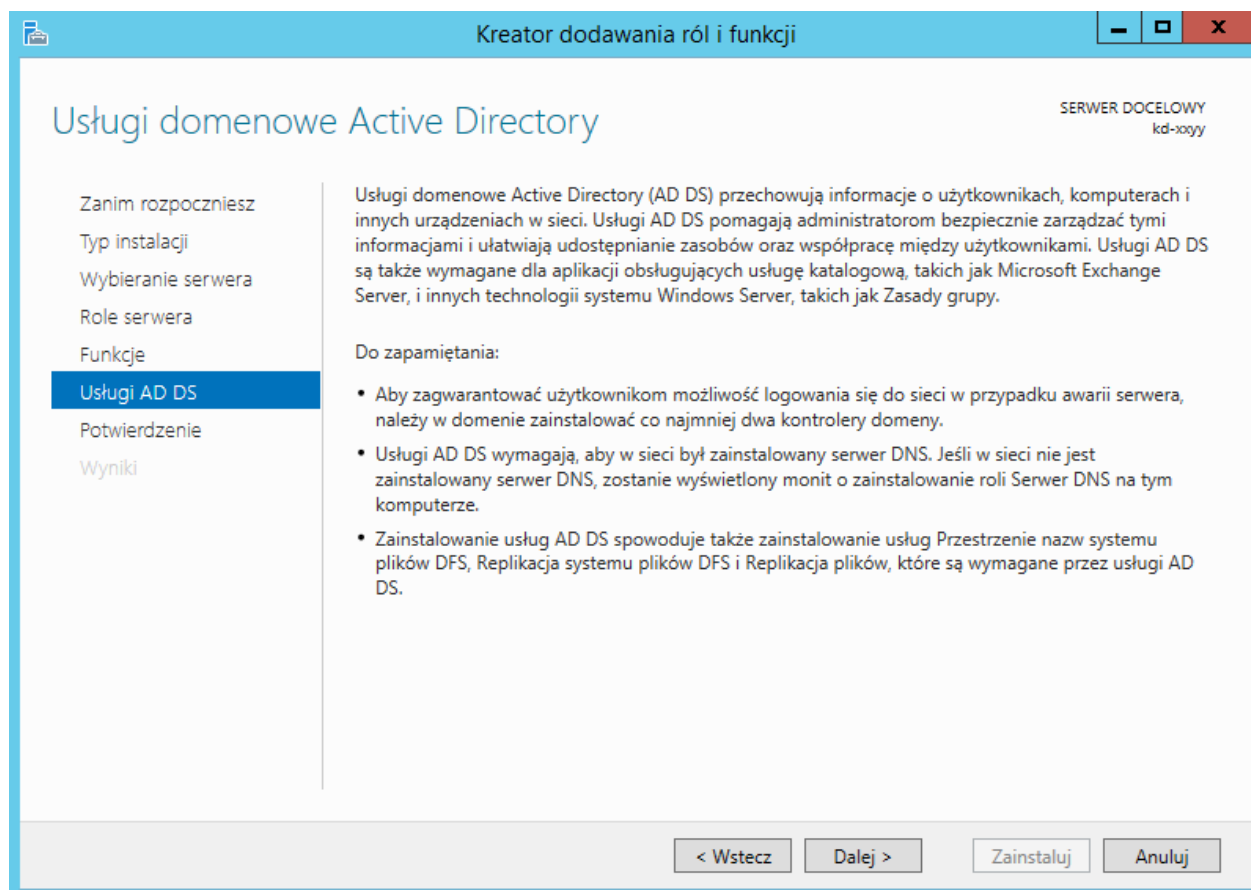 Kreator dodawania ról i funkcji
Usługi domenowe Active Directory
SERWER DOCELOWY
kd-xxyy
Zanim rozpoczniesz
Typ instalacji
Wybieranie serwera
Role serwera
Funkcje
Usługi AD DS
Potwierdzenie
Wyniki
Usługi domenowe Active Directory (AD DS) przechowują informacje o użytkownikach, komputerach i
innych urządzeniach w sieci. Usługi AD DS pomagają administratorom bezpiecznie zarządzać tymi
informacjami i ułatwiają udostępnianie zasobów oraz współpracę między użytkownikami. Usługi AD DS
są także wymagane dla aplikacji obsługujących usługę katalogową, takich jak Microsoft Exchange
Server, i innych technologii systemu Windows Server, takich jak Zasady grupy.
Do zapamiętania:
• Aby zagwarantować użytkownikom możliwość logowania się do sieci w przypadku awarii serwera,
należy w domenie zainstalować co najmniej dwa kontrolery domeny.
• Usługi AD DS wymagają, aby w sieci był zainstalowany serwer DNS. Jeśli w sieci nie jest
zainstalowany serwer DNS, zostanie wyświetlony monit o zainstalowanie roli Serwer DNS na tym
komputerze.
• Zainstalowanie usług AD DS spowoduje także zainstalowanie usług Przestrzenie nazw systemu
plików DFS, Replikacja systemu plików DFS i Replikacja plików, które są wymagane przez usługi AD
DS.
< Wstecz
Dalej >
Zainstaluj
Anuluj